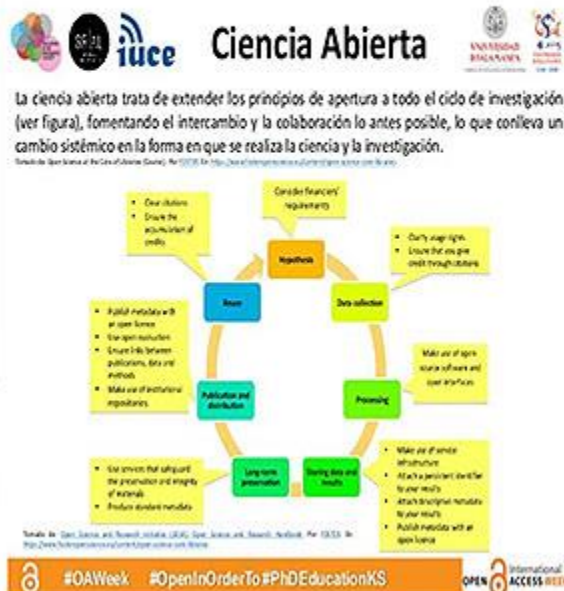 iuce
Ciencia Abierta
VNIVERSIDAD
D SALAMANCA
La ciencia abierta trata de extender los principios de apertura a todo el ciclo de investigación
(ver figura), fomentando el intercambio y la colaboración lo antes posible, lo que conlleva un
cambio sistémico en la forma en que se realiza la ciencia y la investigación.
Consider financiers'
requirements
Hypothesis
• Clear citations
• Ensure the
accumulation of
credits
• Clarify usage rights
• Ensure that you give
credit through citations
Reuse
Data collection
• Publish metadata with
an open licence
• Use open evaluation
• Ensure links between
publications, data and
methods
• Make use of institutional
repositories
Make use of open
source software and
open interfaces
Publication and
distribution
Processing
• Use services that safeguard
the preservation and integrity
of materials
• Produce standard metadata
Long-term
preservation
Sharing data and
results
• Make use of service
infrastructure
• Attach a persistent identifier
to your results
• Attach descriptive metadata
to your results
• Publish metadata with an
open licence
#OAWeek #OpenInOrderTo #PhDEducationKS
OPEN
International
ACCESS WEEK